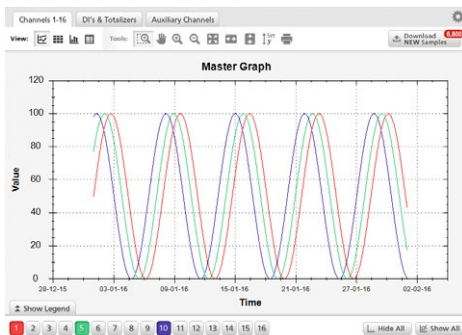 Channels 1-16 DI's & Totalizers Auxiliary Channels
View: Tools: Set Y Download NEW Samples 6,800
Master Graph
120
100
80
60
40
20
0
Value
28-12-15 03-01-16 09-01-16 15-01-16 21-01-16 27-01-16 02-02-16
Time
Show Legend
1 2 3 4 5 6 7 8 9 10 11 12 13 14 15 16 Hide All Show All